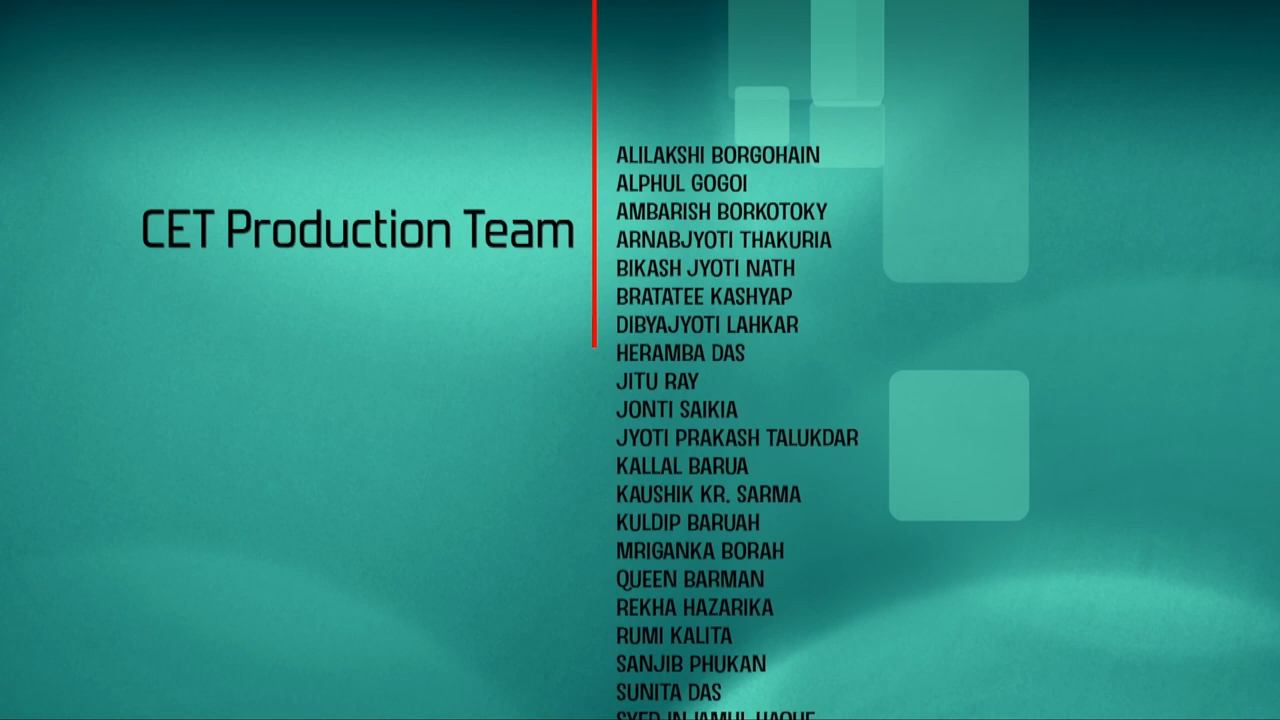 CET Production Team
ALILAKSHI BORGOHAIN
ALPHUL GOGOI
AMBARISH BORKOTOKY
ARNABJYOTI THAKURIA
BIKASH JYOTI NATH
BRATATEE KASHYAP
DIBYAJYOTI LAHKAR
HERAMBA DAS
JITU RAY
JONTI SAIKIA
JYOTI PRAKASH TALUKDAR
KALLAL BARUA
KAUSHIK KR. SARMA
KULDIP BARUAH
MRIGANKA BORAH
QUEEN BARMAN
REKHA HAZARIKA
RUMI KALITA
SANJIB PHUKAN
SUNITA DAS